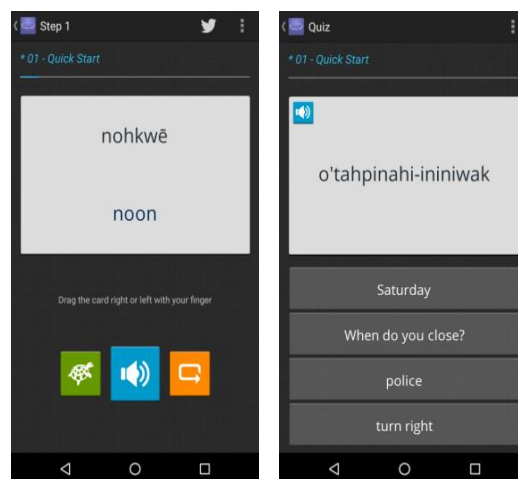 Step 1
* 01 - Quick Start
nohkwē
noon
Drag the card right or left with your finger
Quiz
* 01 - Quick Start
o'tahpinahi-ininiwak
Saturday
When do you close?
police
turn right